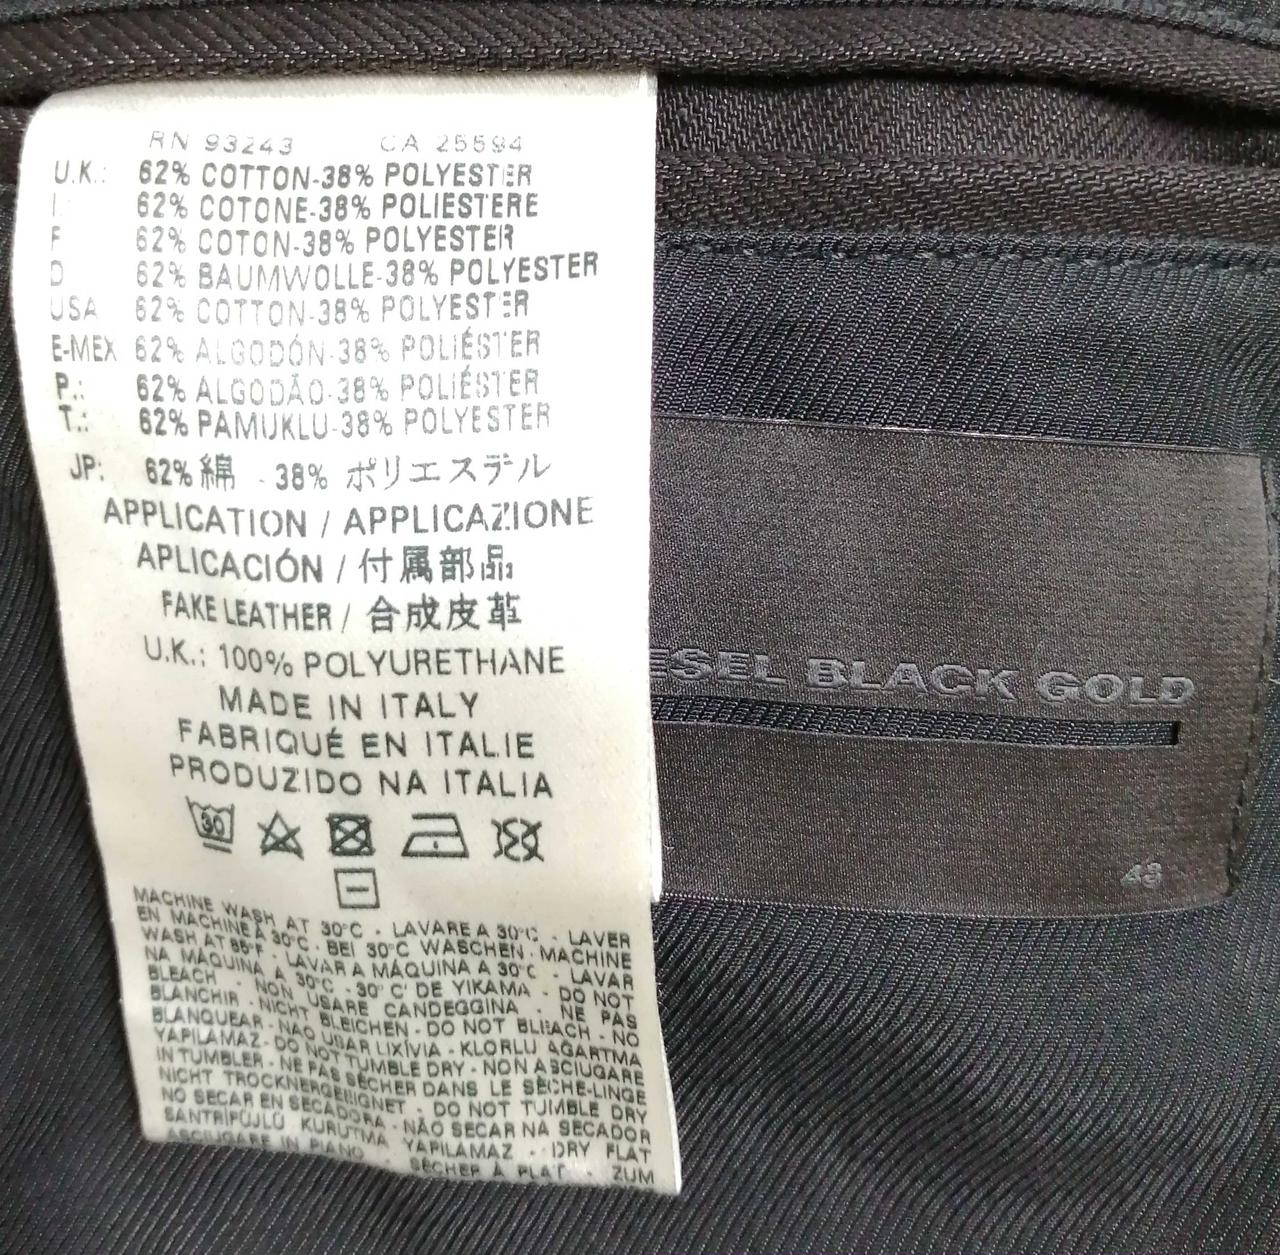 RN 93243 CA 25594
U.K.: 62% COTTON-38% POLYESTER
I: 62% COTONE-38% POLIESTERE
F 62% COTON-38% POLYESTER
D 62% BAUMWOLLE-38% POLYESTER
USA 62% COTTON-38% POLYESTER
E-MEX 62% ALGODÓN-38% POLIÉSTER
P.: 62% ALGODÃO-38% POLIÉSTER
T.: 62% PAMUKLU-38% POLYESTER
JP: 62% 綿 - 38% ポリエステル
APPLICATION / APPLICAZIONE
APLICACIÓN / 付属部品
FAKE LEATHER / 合成皮革
U.K.: 100% POLYURETHANE
MADE IN ITALY
FABRIQUÉ EN ITALIE
PRODUZIDO NA ITALIA
30
MACHINE WASH AT 30°C - LAVARE A 30°C - LAVER
EN MACHINE À 30°C - BEI 30°C WASCHEN - MACHINE
WASH AT 85°F - LAVAR A MÁQUINA A 30°C - LAVAR
NA MÁQUINA A 30°C - 30° C' DE YIKAMA - DO NOT
BLEACH - NON USARE CANDEGGINA - NE PAS
BLANCHIR - NICHT BLEICHEN - DO NOT BLEACH - NO
BLANQUEAR - NÃO USAR LIXÍVIA - KLORLU AGARTMA
YAPILAMAZ - DO NOT TUMBLE DRY - NON ASCIUGARE
IN TUMBLER - NE PAS SÉCHER DANS LE SÈCHE-LINGE
NICHT TROCKNERGEEIGNET - DO NOT TUMBLE DRY
NO SECAR EN SECADORA - NÃO SECAR NA SECADOR
SANTRIFÜJLÜ KURUTMA YAPILAMAZ - DRY FLAT
ASCIUGARE IN PIANO - SÉCHER À PLAT - ZUM
ESEL BLACK GOLD
48